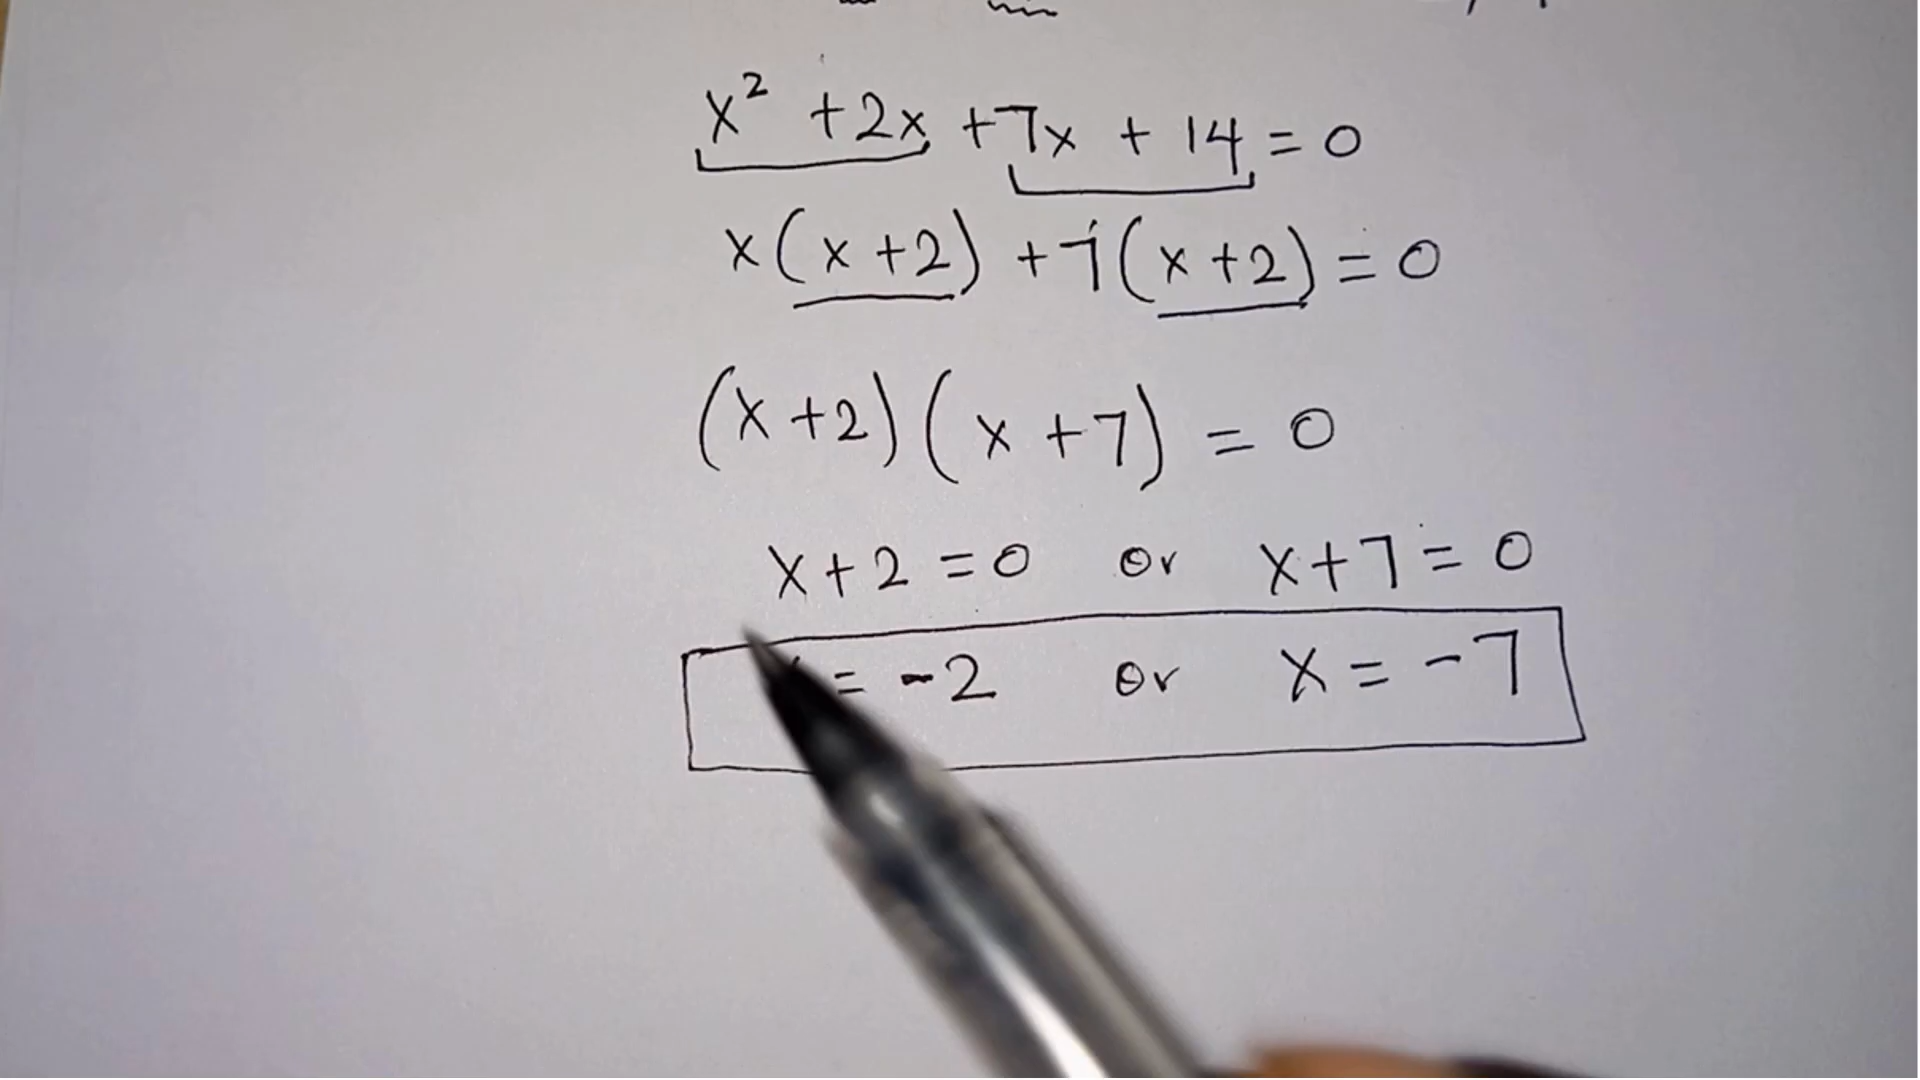 x² + 2x + 7x + 14 = 0
x(x + 2) + 7(x + 2) = 0
(x + 2)(x + 7) = 0
x + 2 = 0 or x + 7 = 0
= -2 or x = -7